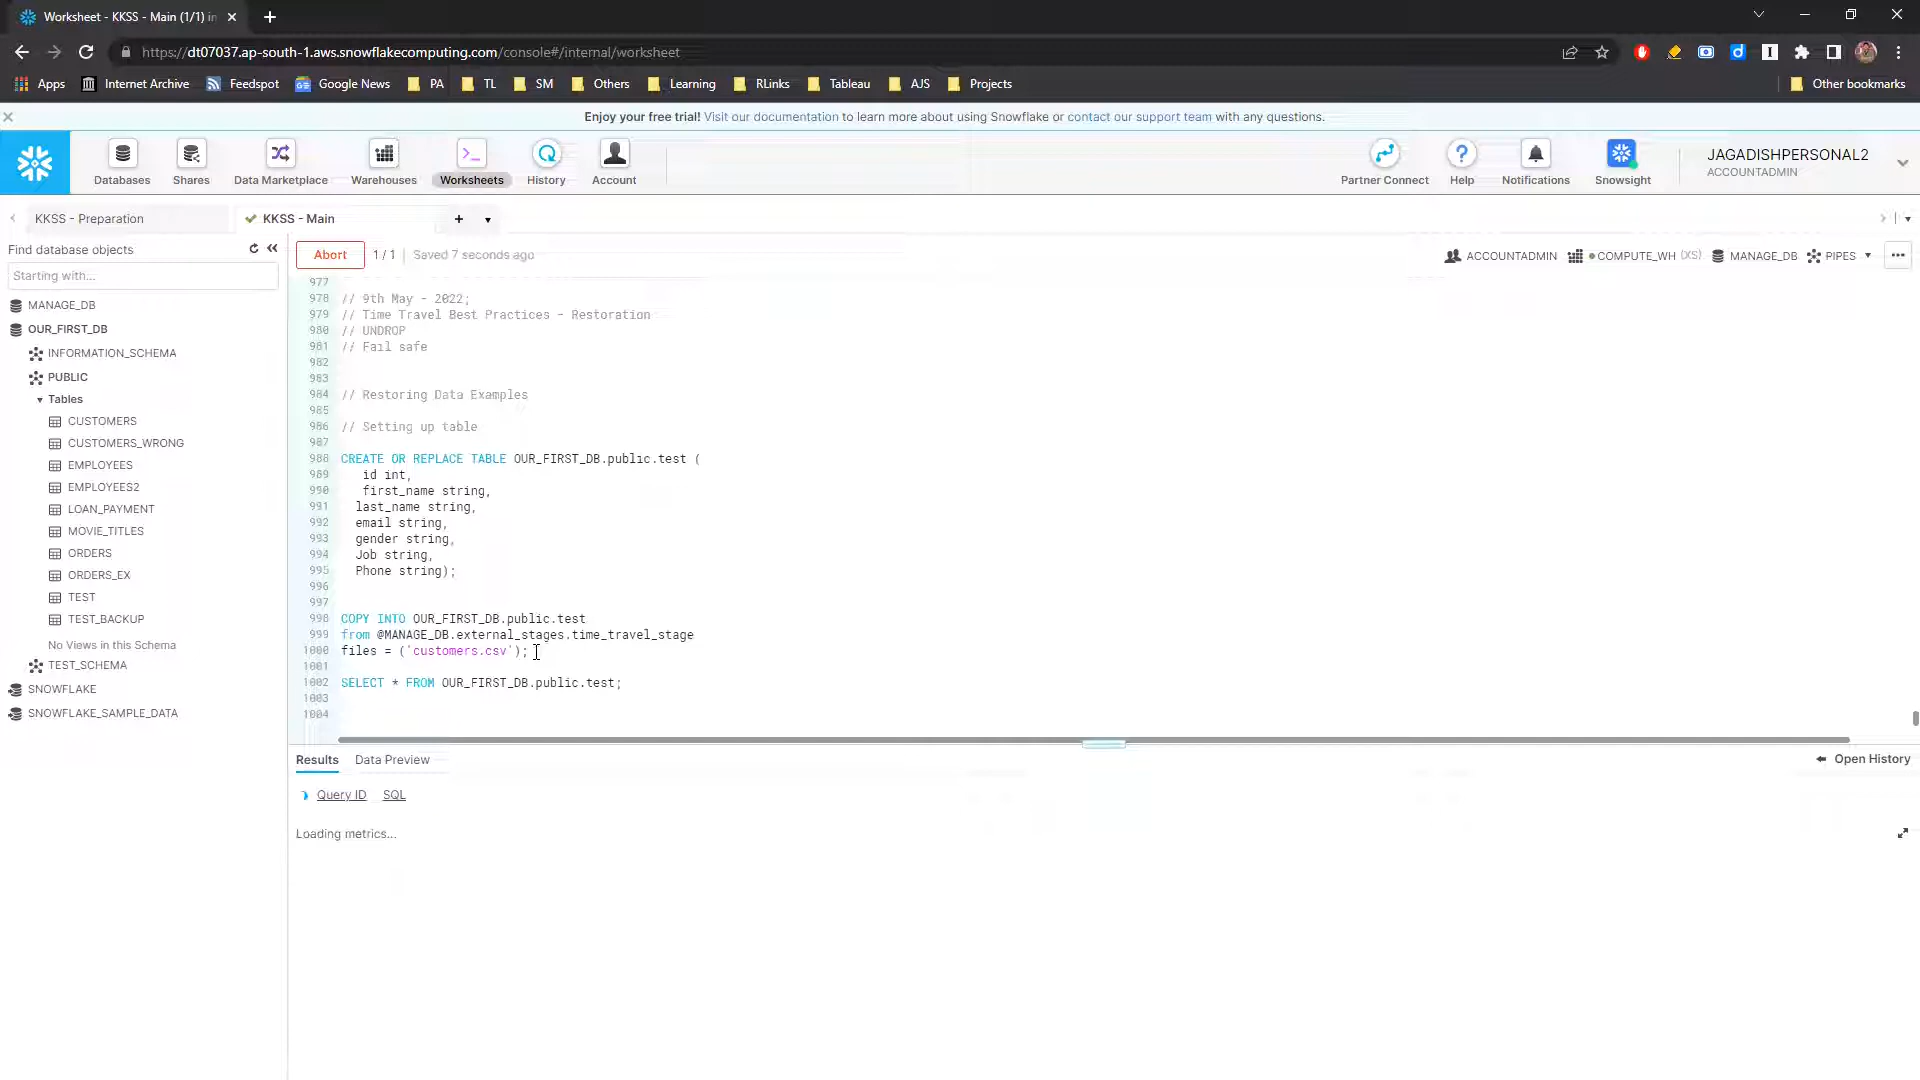 Worksheet - KKSS - Main (1/1) in
https://dt07037.ap-south-1.aws.snowflakecomputing.com/console#/internal/worksheet
Apps Internet Archive Feedspot Google News PA TL SM Others Learning RLinks Tableau AJS Projects Other bookmarks
Enjoy your free trial! Visit our documentation to learn more about using Snowflake or contact our support team with any questions.
Databases Shares Data Marketplace Warehouses Worksheets History Account Partner Connect Help Notifications Snowsight
JAGADISHPERSONAL2
ACCOUNTADMIN
KKSS - Preparation KKSS - Main
Find database objects
Starting with...
MANAGE_DB
OUR_FIRST_DB
INFORMATION_SCHEMA
PUBLIC
Tables
CUSTOMERS
CUSTOMERS_WRONG
EMPLOYEES
EMPLOYEES2
LOAN_PAYMENT
MOVIE_TITLES
ORDERS
ORDERS_EX
TEST
TEST_BACKUP
No Views in this Schema
TEST_SCHEMA
SNOWFLAKE
SNOWFLAKE_SAMPLE_DATA
Abort 1 / 1 Saved 7 seconds ago ACCOUNTADMIN COMPUTE_WH (XS) MANAGE_DB PIPES
977
978 // 9th May - 2022;
979 // Time Travel Best Practices - Restoration
980 // UNDROP
981 // Fail safe
982
983
984 // Restoring Data Examples
985
986 // Setting up table
987
988 CREATE OR REPLACE TABLE OUR_FIRST_DB.public.test (
989 id int,
990 first_name string,
991 last_name string,
992 email string,
993 gender string,
994 Job string,
995 Phone string);
996
997
998 COPY INTO OUR_FIRST_DB.public.test
999 from @MANAGE_DB.external_stages.time_travel_stage
1000 files = ('customers.csv');
1001
1002 SELECT * FROM OUR_FIRST_DB.public.test;
1003
1004
Results Data Preview Open History
Query ID SQL
Loading metrics...